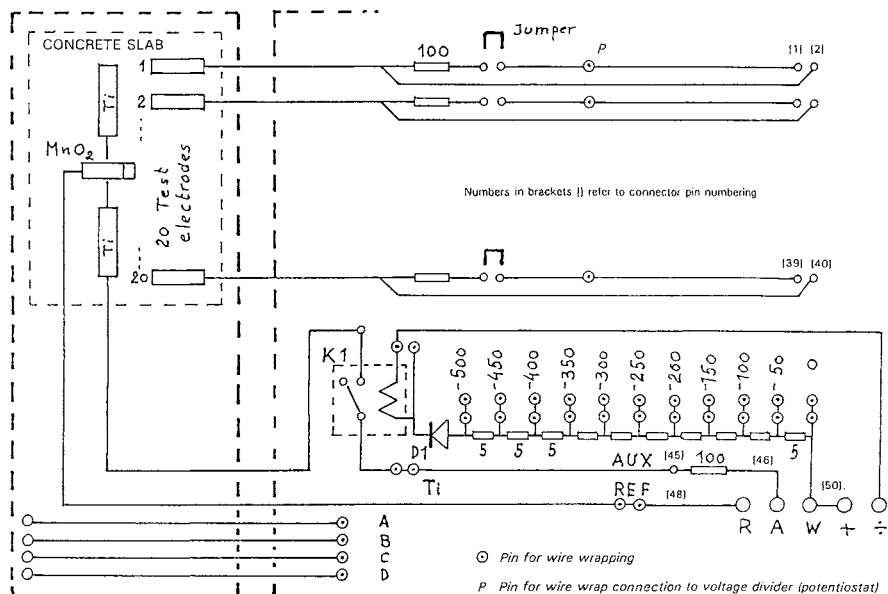 Jumper
CONCRETE SLAB
100
P
[1] [2]
1
Ti
2
MnO2
20 Test
electrodes
Numbers in brackets [] refer to connector pin numbering
Ti
20
[39] [40]
K1
-500
-450
-400
-350
-300
-250
-200
-150
-100
-50
0
D1
5
5
5
5
AUX [45] 100 [46]
Ti
REF [48]
[50]
R A W + ÷
A
B
C
D
⊙ Pin for wire wrapping
P Pin for wire wrap connection to voltage divider (potentiostat)